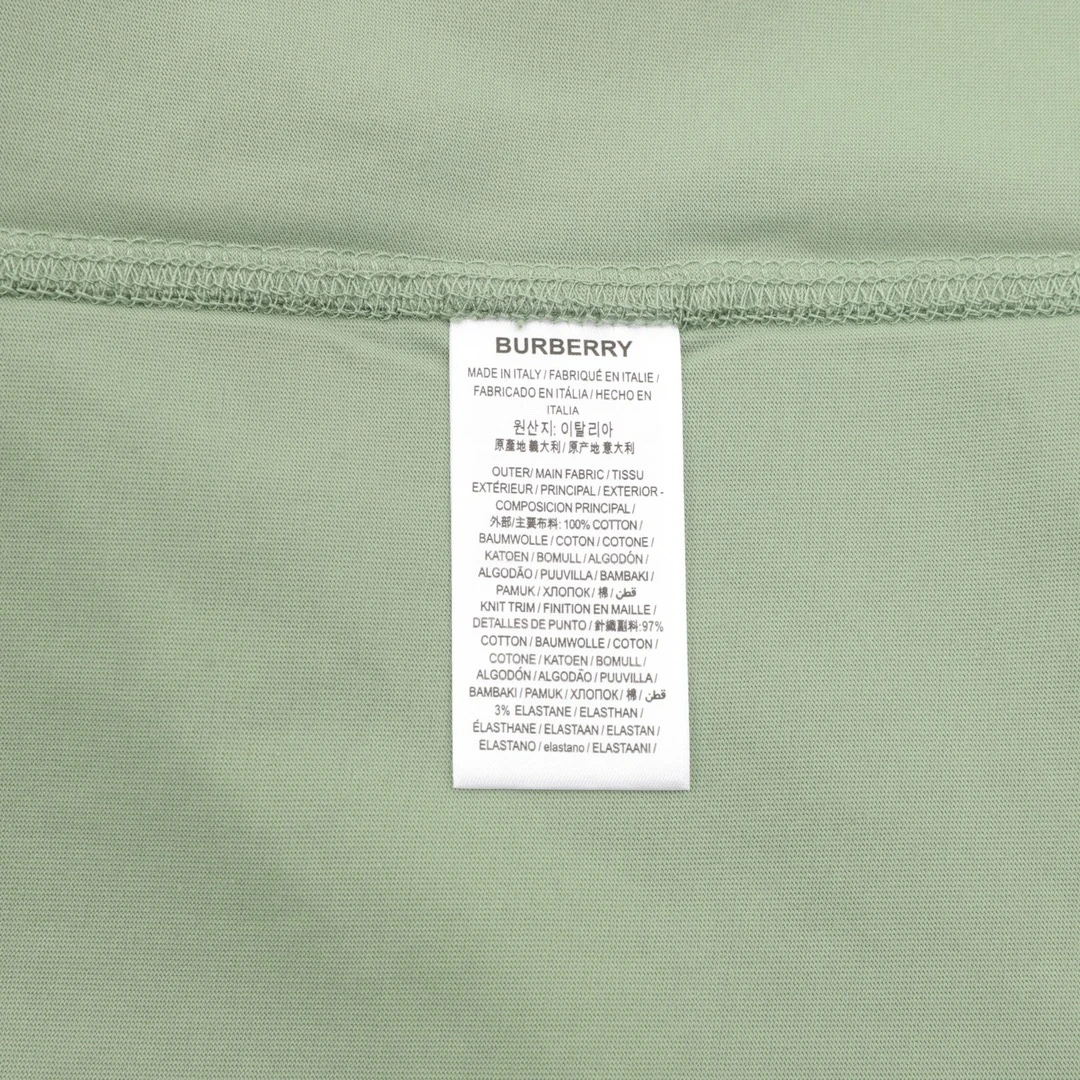 BURBERRY
MADE IN ITALY / FABRIQUÉ EN ITALIE /
FABRICADO EN ITÁLIA / HECHO EN
ITALIA
원산지: 이탈리아
原產地 義大利 / 原产地 意大利
OUTER/ MAIN FABRIC / TISSU
EXTÉRIEUR / PRINCIPAL / EXTERIOR -
COMPOSICION PRINCIPAL /
外部/主要布料: 100% COTTON /
BAUMWOLLE / COTON / COTONE /
KATOEN / BOMULL / ALGODÓN /
ALGODÃO / PUUVILLA / BAMBAKI /
PAMUK / ХЛОПОК / 棉 / قطن
KNIT TRIM / FINITION EN MAILLE /
DETALLES DE PUNTO / 針織副料:97%
COTTON / BAUMWOLLE / COTON /
COTONE / KATOEN / BOMULL /
ALGODÓN / ALGODÃO / PUUVILLA /
BAMBAKI / PAMUK / ХЛОПОК / 棉 / قطن
3% ELASTANE / ELASTHAN /
ÉLASTHANE / ELASTAAN / ELASTAN /
ELASTANO / elastano / ELASTAANI /